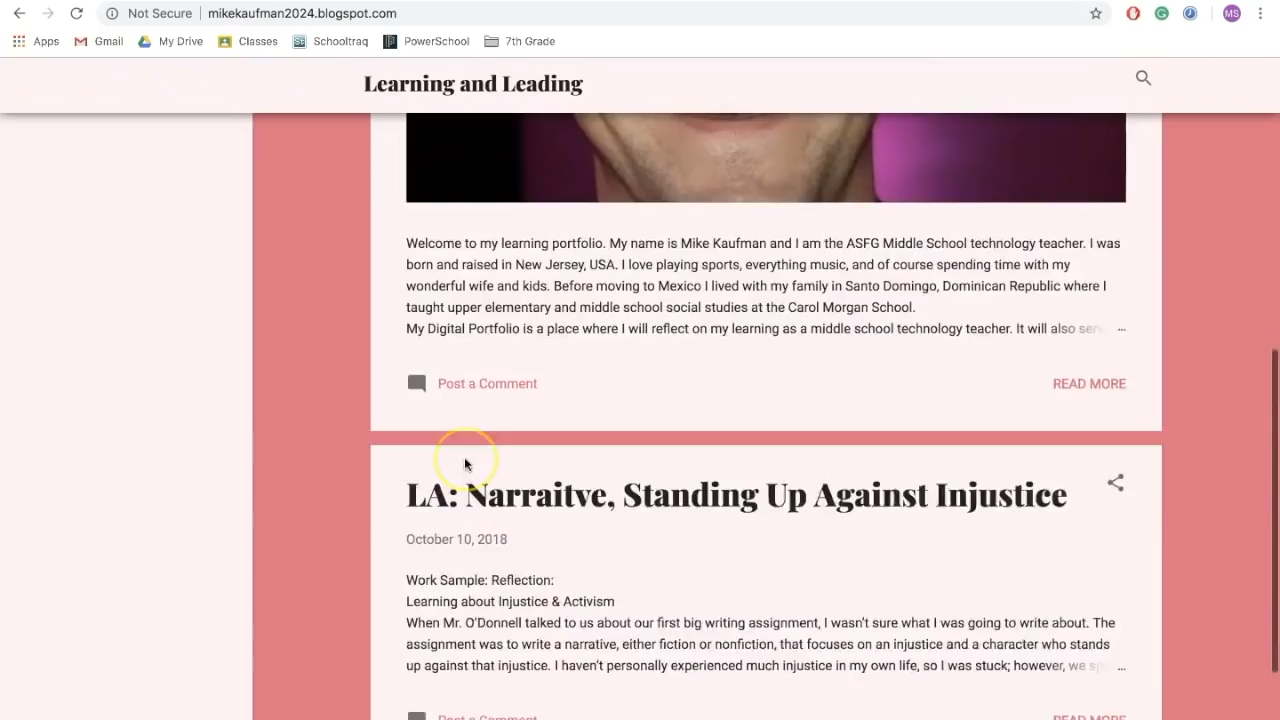 Not Secure mikekaufman2024.blogspot.com MS
Apps Gmail My Drive Classes Schooltraq PowerSchool 7th Grade
Learning and Leading
Welcome to my learning portfolio. My name is Mike Kaufman and I am the ASFG Middle School technology teacher. I was
born and raised in New Jersey, USA. I love playing sports, everything music, and of course spending time with my
wonderful wife and kids. Before moving to Mexico I lived with my family in Santo Domingo, Dominican Republic where I
taught upper elementary and middle school social studies at the Carol Morgan School.
My Digital Portfolio is a place where I will reflect on my learning as a middle school technology teacher. It will also ser ...
Post a Comment READ MORE
LA: Narraitve, Standing Up Against Injustice
October 10, 2018
Work Sample: Reflection:
Learning about Injustice & Activism
When Mr. O'Donnell talked to us about our first big writing assignment, I wasn't sure what I was going to write about. The
assignment was to write a narrative, either fiction or nonfiction, that focuses on an injustice and a character who stands
up against that injustice. I haven't personally experienced much injustice in my own life, so I was stuck; however, we sp ...
Post a Comment READ MORE